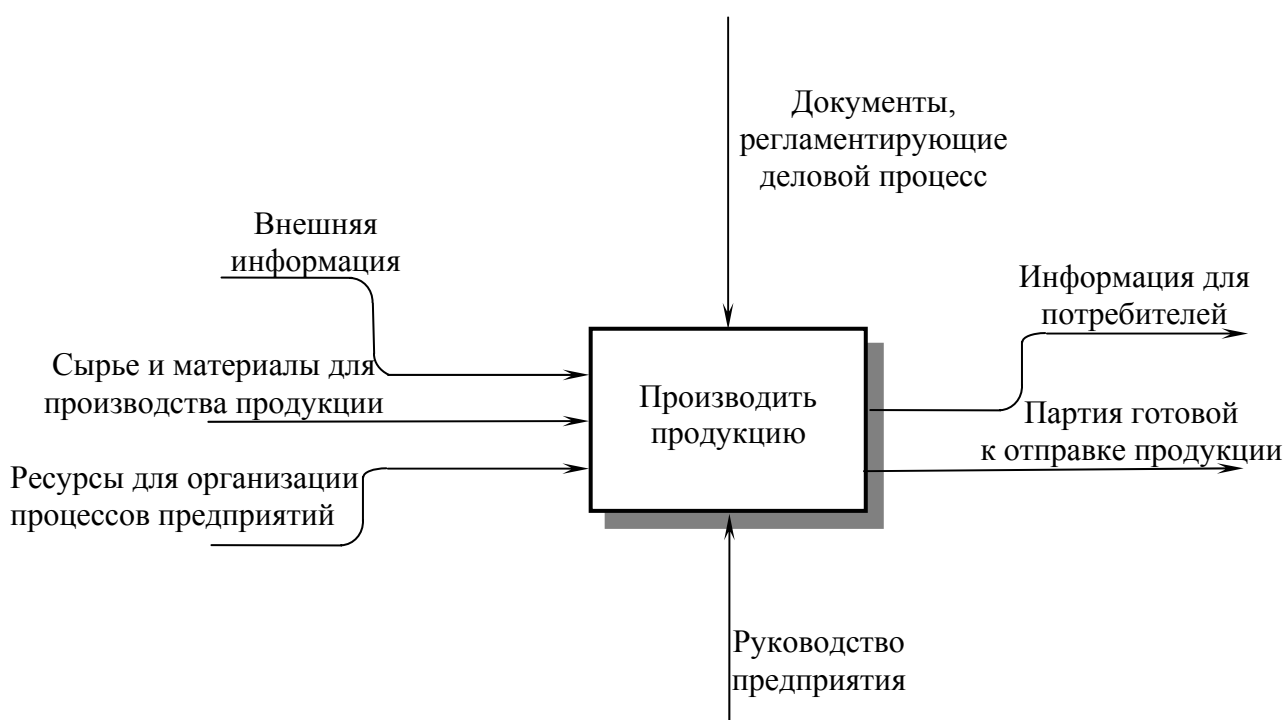 Документы,
регламентирующие
деловой процесс
Внешняя
информация
Информация для
потребителей
Сырье и материалы для
производства продукции
Производить
продукцию
Партия готовой
к отправке продукции
Ресурсы для организации
процессов предприятий
Руководство
предприятия